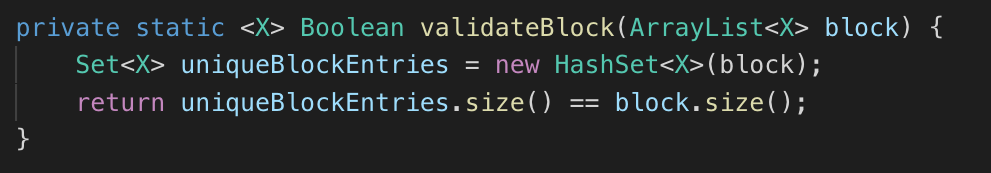 private static <X> Boolean validateBlock(ArrayList<X> block) {
    Set<X> uniqueBlockEntries = new HashSet<X>(block);
    return uniqueBlockEntries.size() == block.size();
}